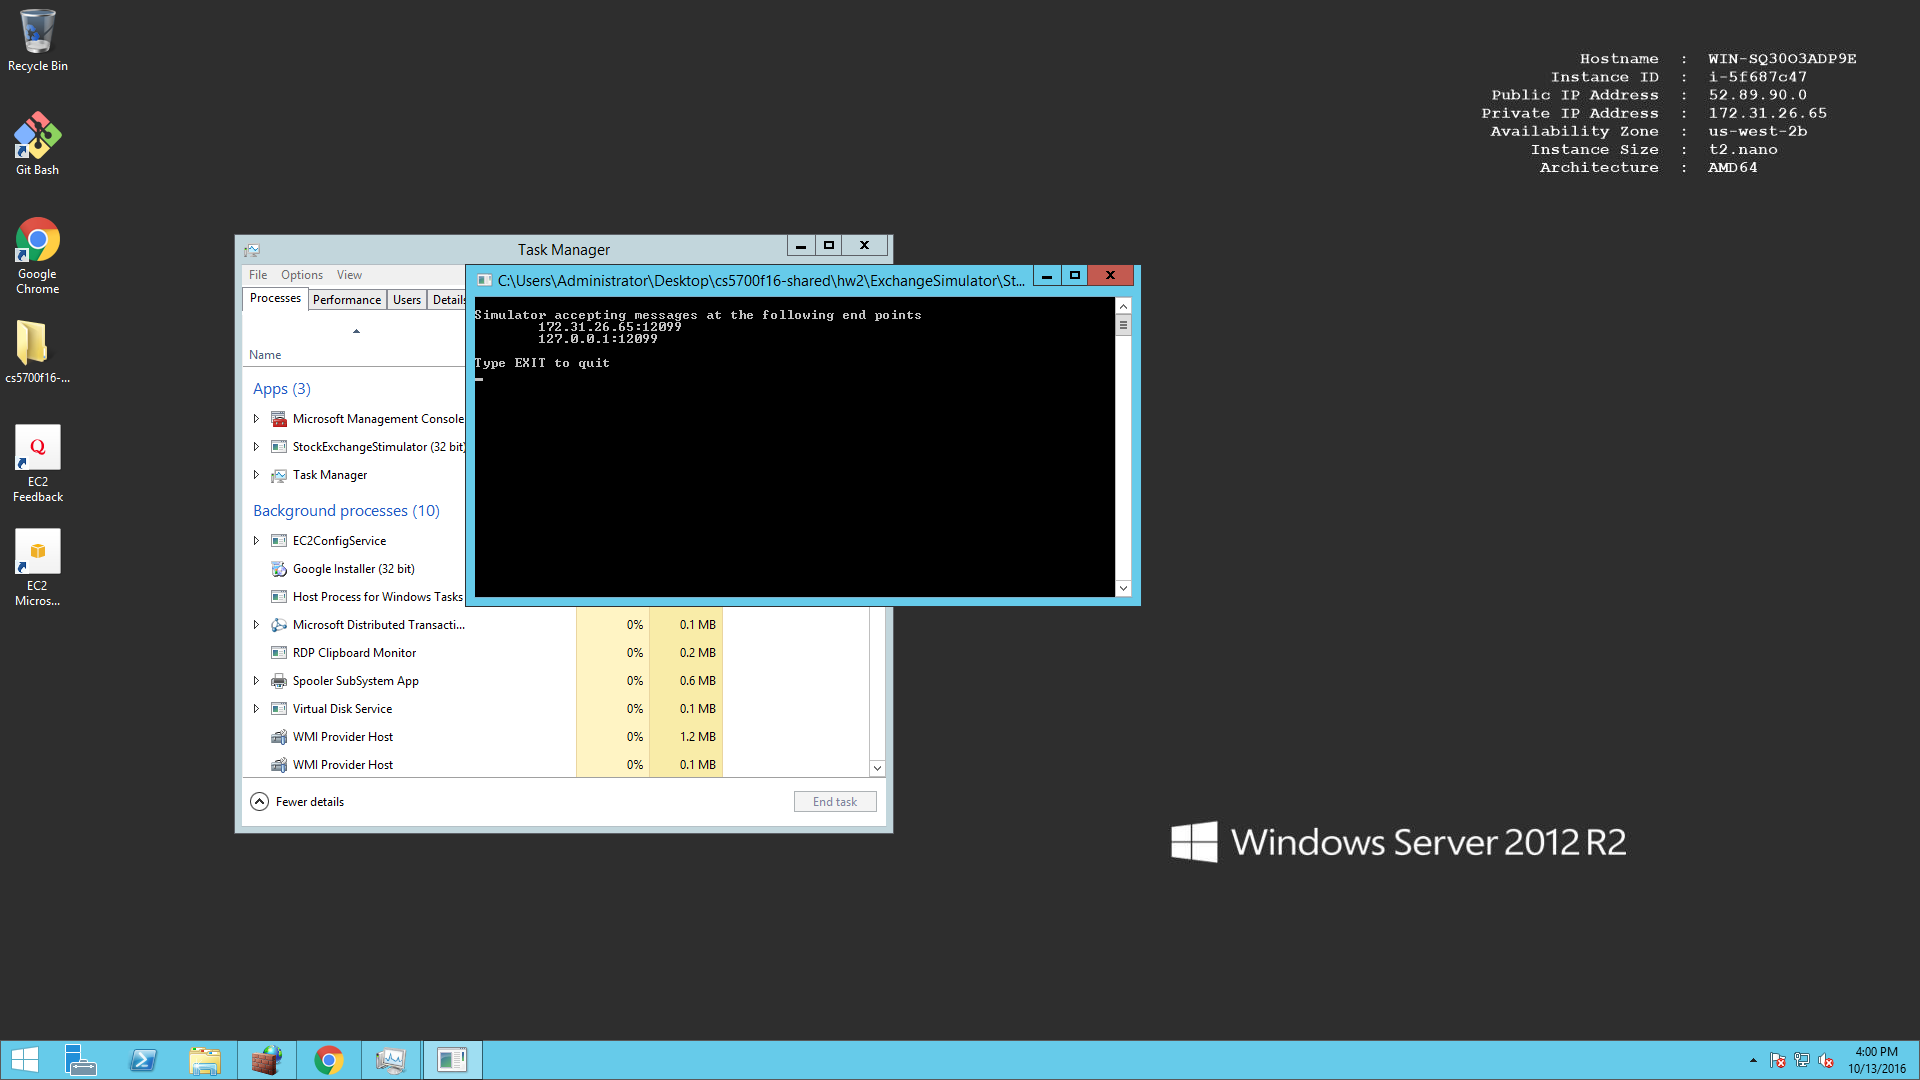 Recycle Bin
Git Bash
Google
Chrome
cs5700f16-...
EC2
Feedback
EC2
Micros...
Hostname : WIN-SQ30O3ADP9E
Instance ID : i-5f687c47
Public IP Address : 52.89.90.0
Private IP Address : 172.31.26.65
Availability Zone : us-west-2b
Instance Size : t2.nano
Architecture : AMD64
Task Manager
File Options View
Processes Performance Users Details
Name
Apps (3)
Microsoft Management Console
StockExchangeStimulator (32 bit)
Task Manager
Background processes (10)
EC2ConfigService
Google Installer (32 bit)
Host Process for Windows Tasks
Microsoft Distributed Transacti... 0% 0.1 MB
RDP Clipboard Monitor 0% 0.2 MB
Spooler SubSystem App 0% 0.6 MB
Virtual Disk Service 0% 0.1 MB
WMI Provider Host 0% 1.2 MB
WMI Provider Host 0% 0.1 MB
Fewer details End task
C:\Users\Administrator\Desktop\cs5700f16-shared\hw2\ExchangeSimulator\St...
Simulator accepting messages at the following end points
172.31.26.65:12099
127.0.0.1:12099
Type EXIT to quit
Windows Server 2012 R2
4:00 PM
10/13/2016